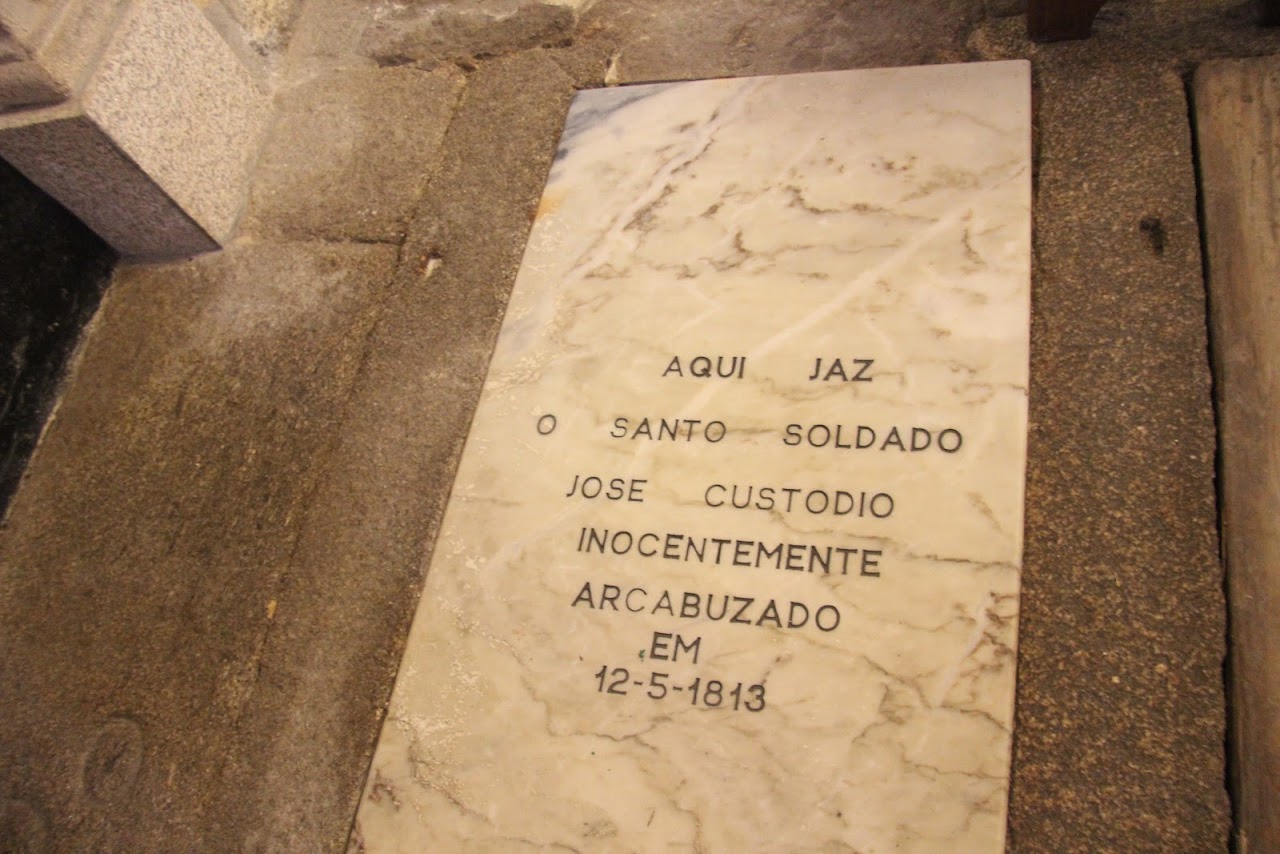 AQUI JAZ
O SANTO SOLDADO
JOSE CUSTODIO
INOCENTEMENTE
ARCABUZADO
EM
12-5-1813